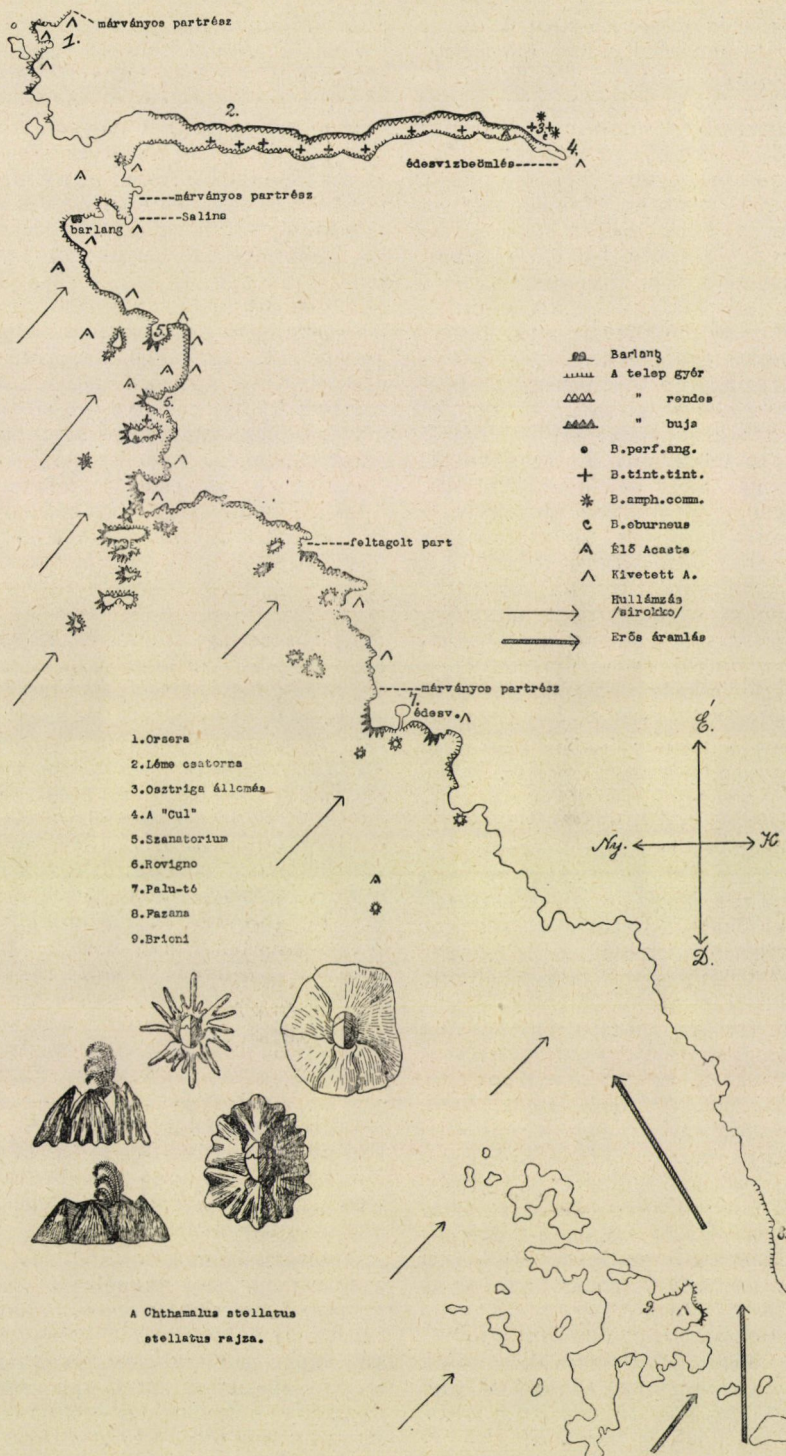 márványos partrész
1.
2.
3.
4.
édesvizbeömlés
márványos partrész
Saline
barlang
5.
6.
feltagolt part
márványos partrész
7.
édesv.
Barlang
A telep gyér
" rendes
" buja
B.perf.ang.
B.tint.tint.
B.amph.comm.
B.eburneus
Élő Acasta
Kivetett A.
Hullámzás
/sirokko/
Erős áramlás
1.Orsera
2.Léme csatorna
3.Osztriga állomás
4.A "Cul"
5.Szanatorium
6.Rovigno
7.Palu-tó
8.Fazana
9.Brioni
É.
Ny.
K
D.
8.
9.
A Chthamalus stellatus
stellatus rajza.